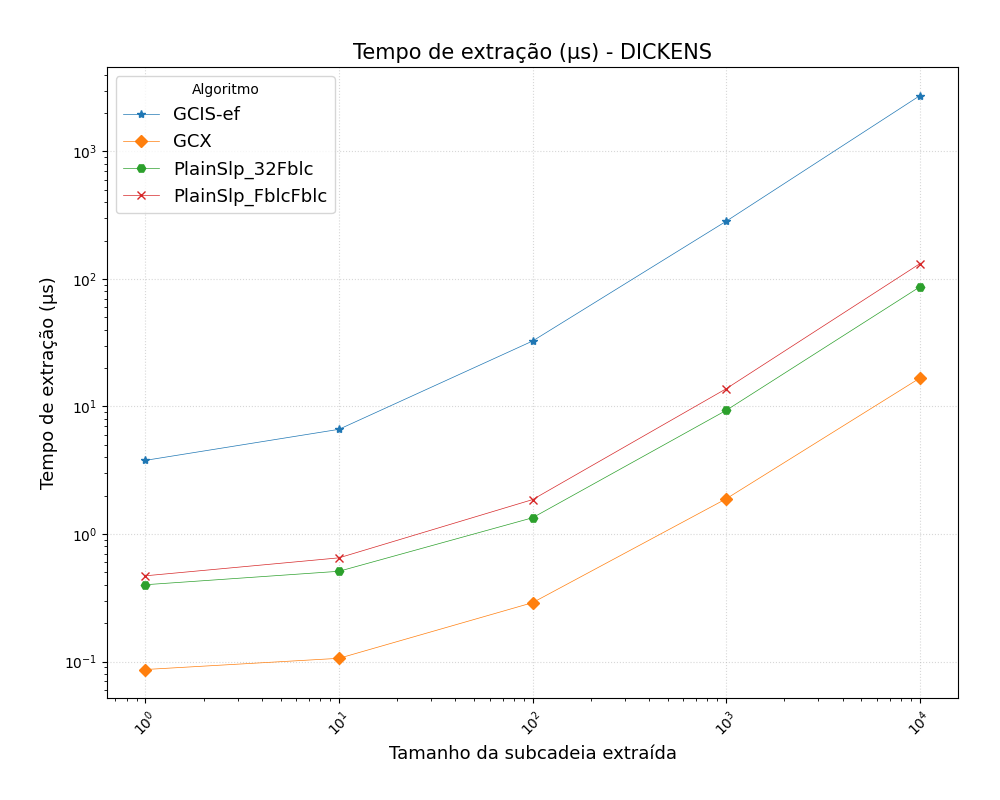 Tempo de extração (µs) - DICKENS
Algoritmo
GCIS-ef
GCX
PlainSlp_32Fblc
PlainSlp_FblcFblc
Tempo de extração (µs)
10³
10²
10¹
10⁰
10⁻¹
10⁰ 10¹ 10² 10³ 10⁴
Tamanho da subcadeia extraída